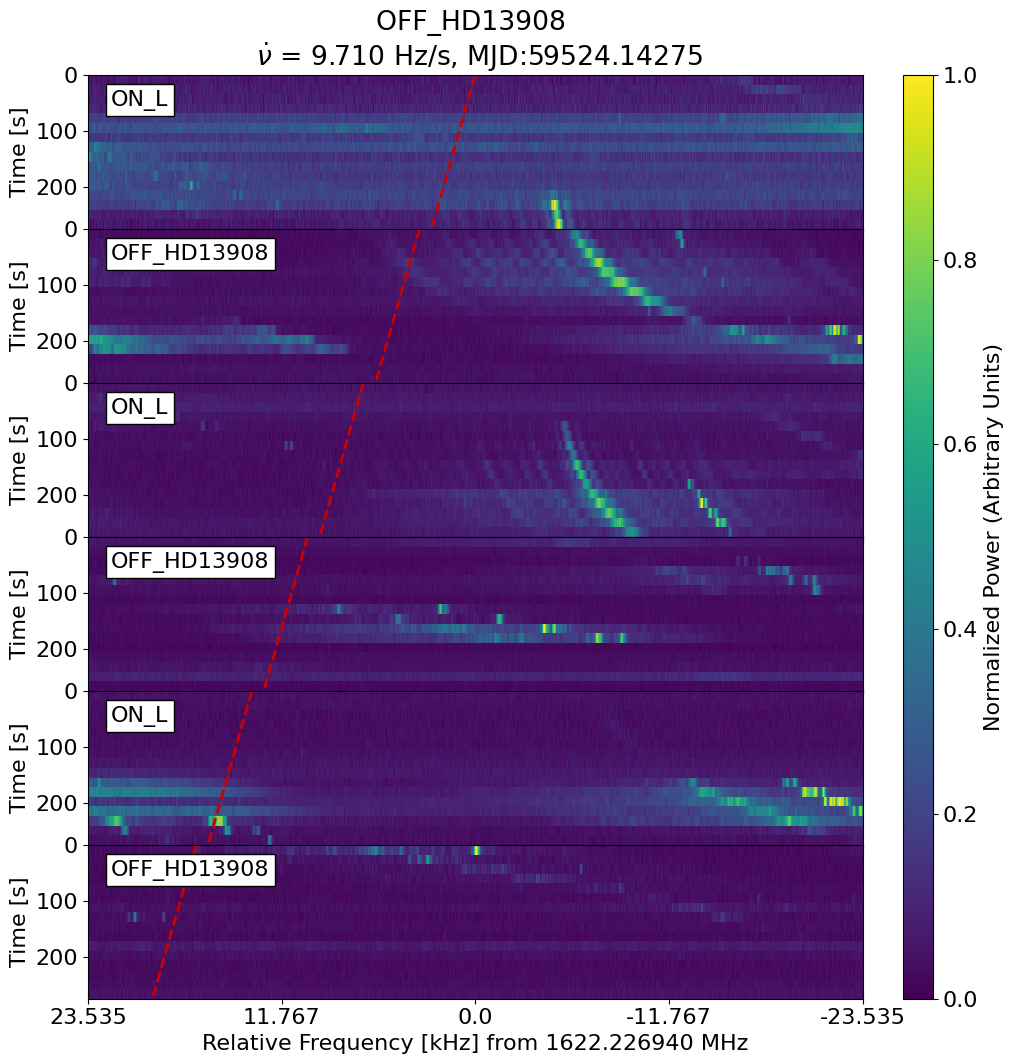 OFF_HD13908
ν̇ = 9.710 Hz/s, MJD:59524.14275
0
ON_L
100
200
Time [s]
0
OFF_HD13908
100
200
Time [s]
0
ON_L
100
200
Time [s]
0
OFF_HD13908
100
200
Time [s]
0
ON_L
100
200
Time [s]
0
OFF_HD13908
100
200
Time [s]
23.535 11.767 0.0 -11.767 -23.535
Relative Frequency [kHz] from 1622.226940 MHz
1.0
0.8
0.6
0.4
0.2
0.0
Normalized Power (Arbitrary Units)